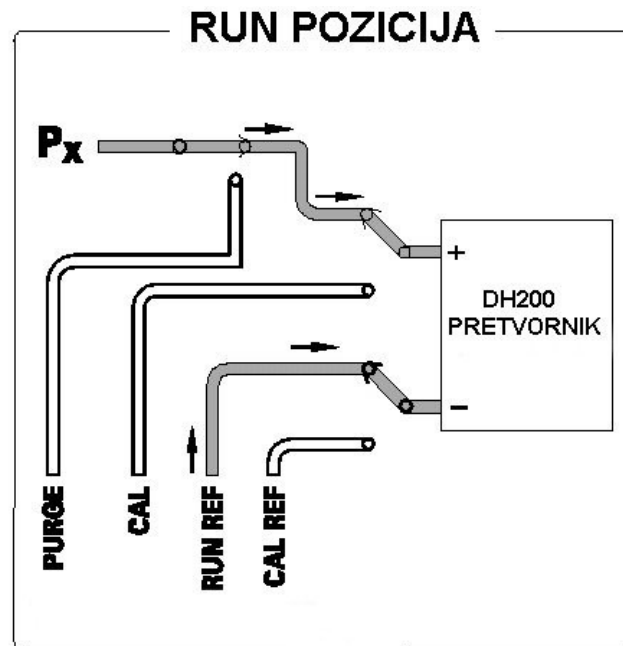 RUN POZICIJA
PX
+
DH200
PRETVORNIK
–
PURGE
CAL
RUN REF
CAL REF